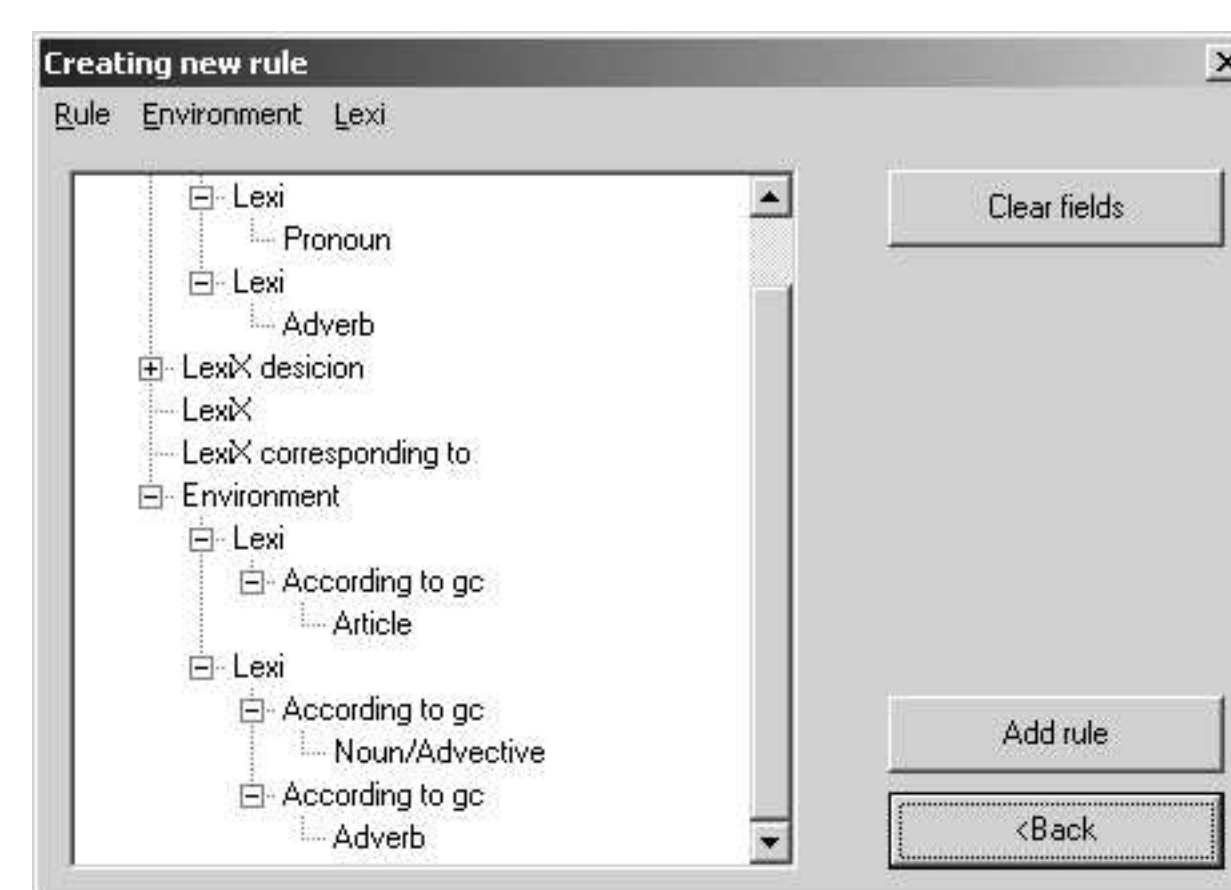 Creating new rule
Rule Environment Lexi
Lexi
Pronoun
Lexi
Adverb
LexiX desicion
LexiX
LexiX corresponding to
Environment
Lexi
According to gc
Article
Lexi
According to gc
Noun/Advective
According to gc
Adverb
Clear fields
Add rule
<Back